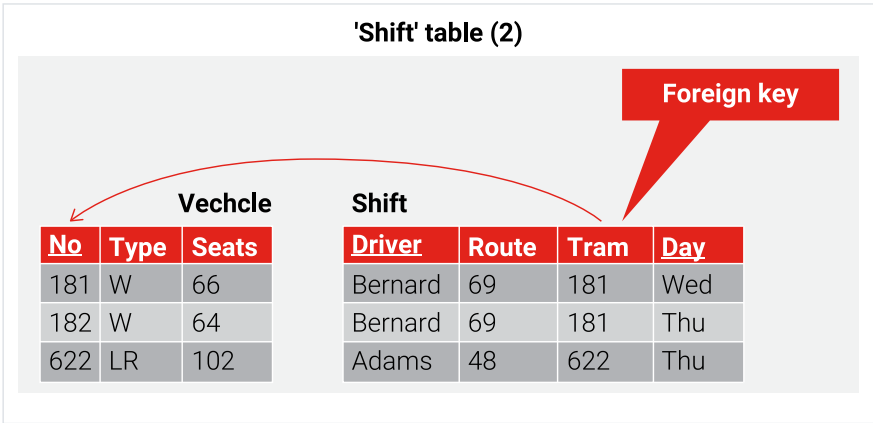 'Shift' table (2)
Foreign key
Vechcle
No Type Seats
181 W 66
182 W 64
622 LR 102
Shift
Driver Route Tram Day
Bernard 69 181 Wed
Bernard 69 181 Thu
Adams 48 622 Thu